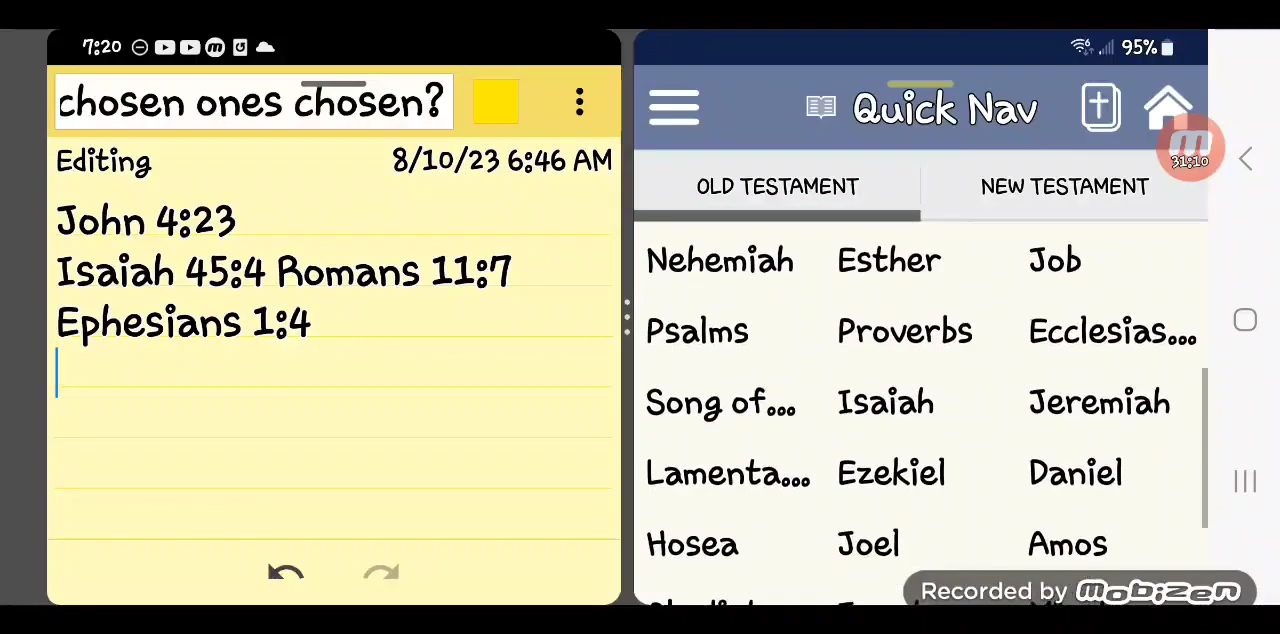 7:20
95%
chosen ones chosen?
Editing 8/10/23 6:46 AM
John 4:23
Isaiah 45:4 Romans 11:7
Ephesians 1:4
Quick Nav
31:10
OLD TESTAMENT NEW TESTAMENT
Nehemiah Esther Job
Psalms Proverbs Ecclesias...
Song of... Isaiah Jeremiah
Lamenta... Ezekiel Daniel
Hosea Joel Amos
Recorded by mobizen